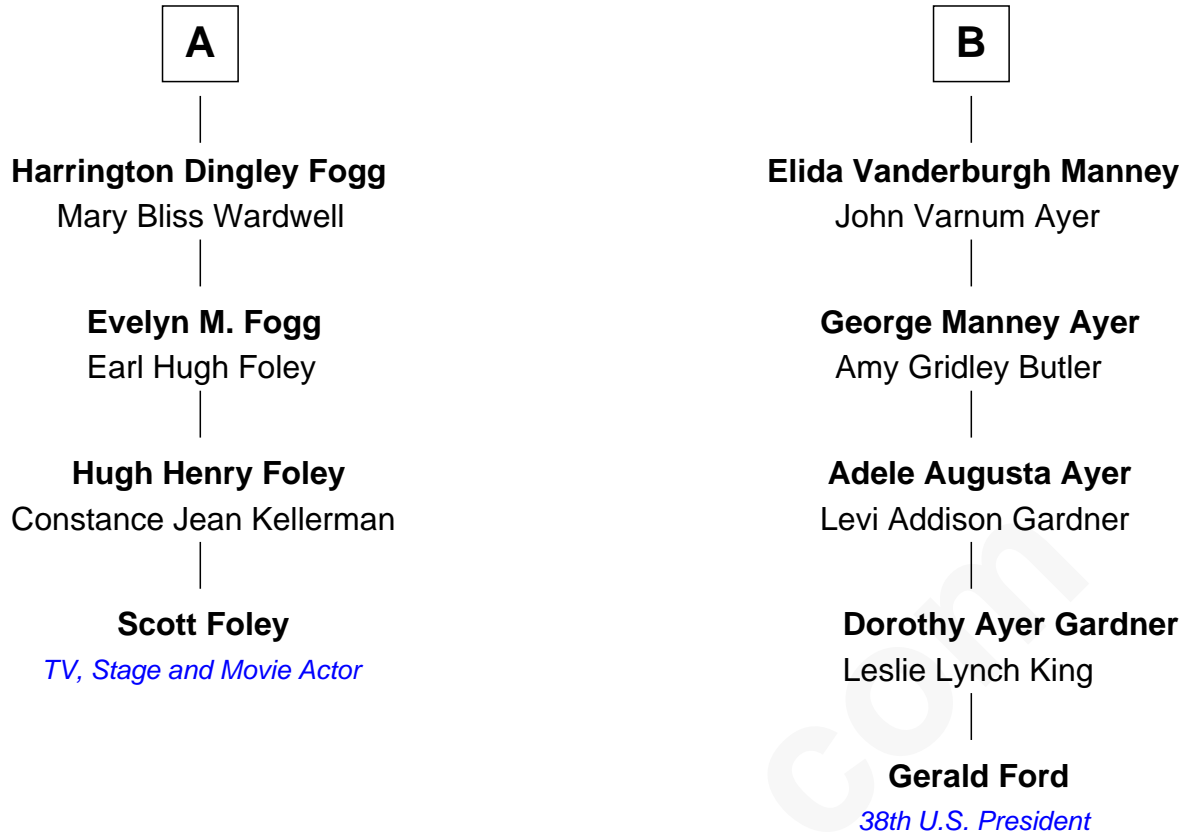 A
Harrington Dingley Fogg
Mary Bliss Wardwell
Evelyn M. Fogg
Earl Hugh Foley
Hugh Henry Foley
Constance Jean Kellerman
Scott Foley
TV, Stage and Movie Actor
B
Elida Vanderburgh Manney
John Varnum Ayer
George Manney Ayer
Amy Gridley Butler
Adele Augusta Ayer
Levi Addison Gardner
Dorothy Ayer Gardner
Leslie Lynch King
Gerald Ford
38th U.S. President
com